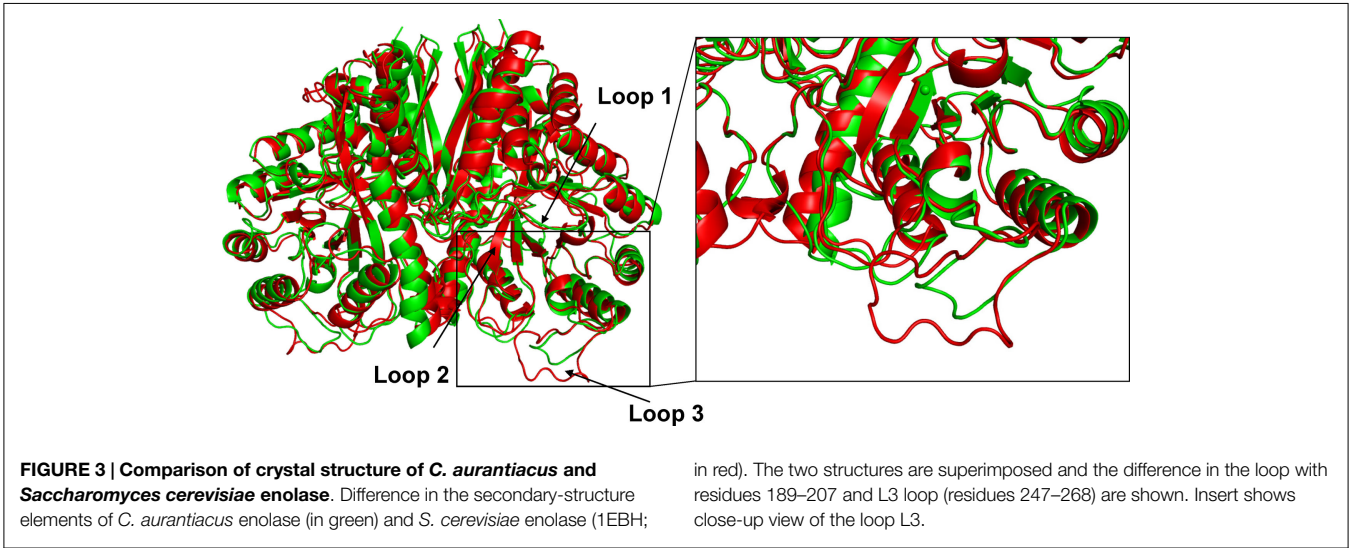 Loop 1
Loop 2
Loop 3
FIGURE 3 | Comparison of crystal structure of C. aurantiacus and
Saccharomyces cerevisiae enolase. Difference in the secondary-structure
elements of C. aurantiacus enolase (in green) and S. cerevisiae enolase (1EBH;
in red). The two structures are superimposed and the difference in the loop with
residues 189–207 and L3 loop (residues 247–268) are shown. Insert shows
close-up view of the loop L3.